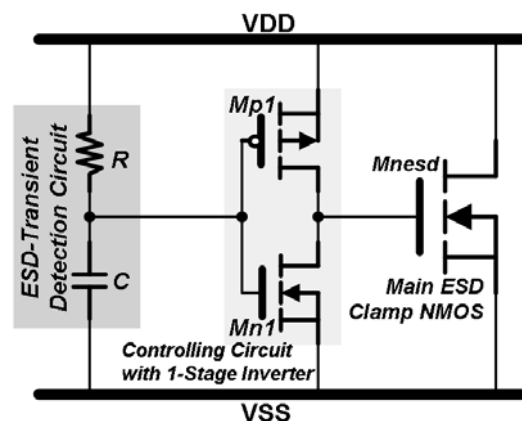 VDD
ESD-Transient
Detection Circuit
R
C
Mp1
Mn1
Mnesd
Main ESD
Clamp NMOS
Controlling Circuit
with 1-Stage Inverter
VSS